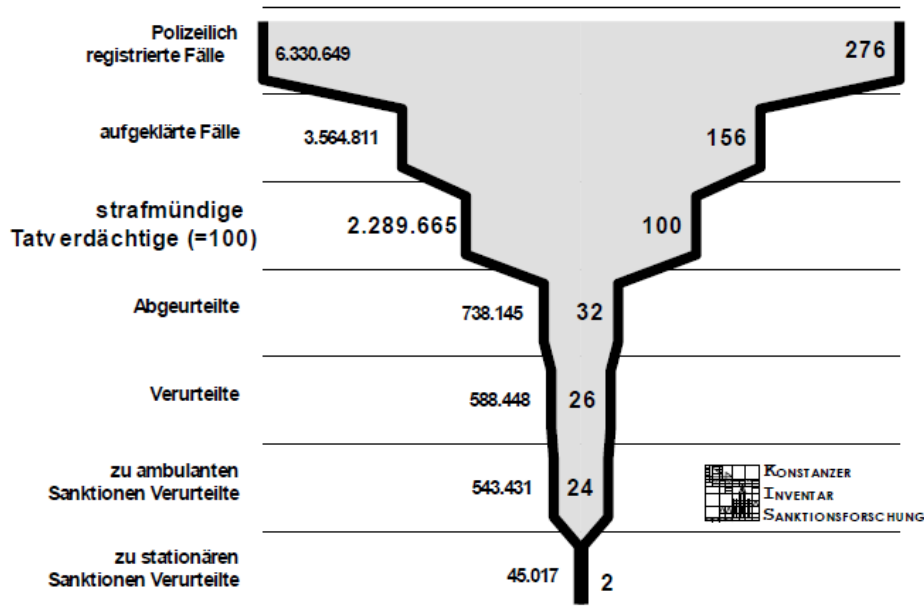 Polizeilich
registrierte Fälle
6.330.649
276
aufgeklärte Fälle
3.564.811
156
strafmündige
Tatverdächtige (=100)
2.289.665
100
Abgeurteilte
738.145
32
Verurteilte
588.448
26
zu ambulanten
Sanktionen Verurteilte
543.431
24
KONSTANZER
INVENTAR
SANKTIONSFORSCHUNG
zu stationären
Sanktionen Verurteilte
45.017
2